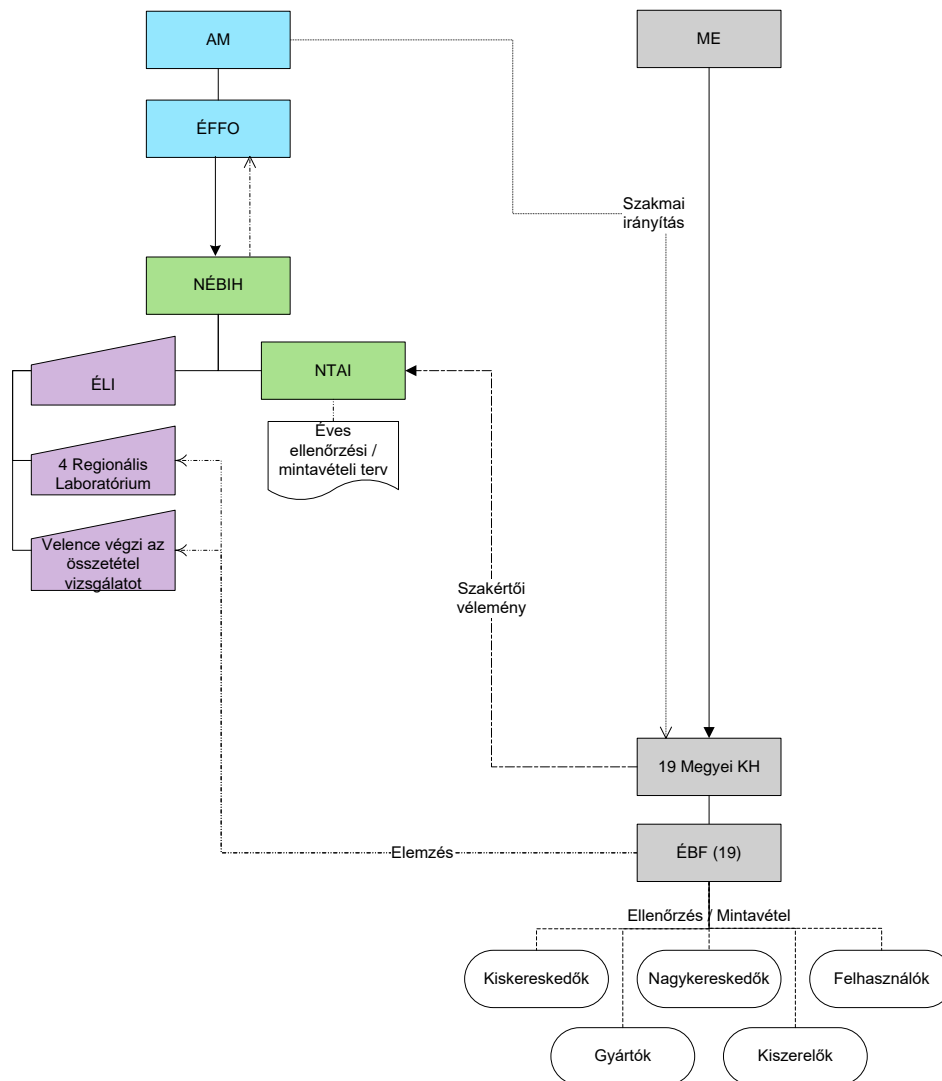 AM
ME
ÉFFO
Szakmai
irányítás
NÉBIH
NTAI
ÉLI
Éves
ellenőrzési /
mintavételi terv
4 Regionális
Laboratórium
Velence végzi az
összetétel
vizsgálatot
Szakértői
vélemény
19 Megyei KH
Elemzés
ÉBF (19)
Ellenőrzés / Mintavétel
Kiskereskedők
Nagykereskedők
Felhasználók
Gyártók
Kiszerelők